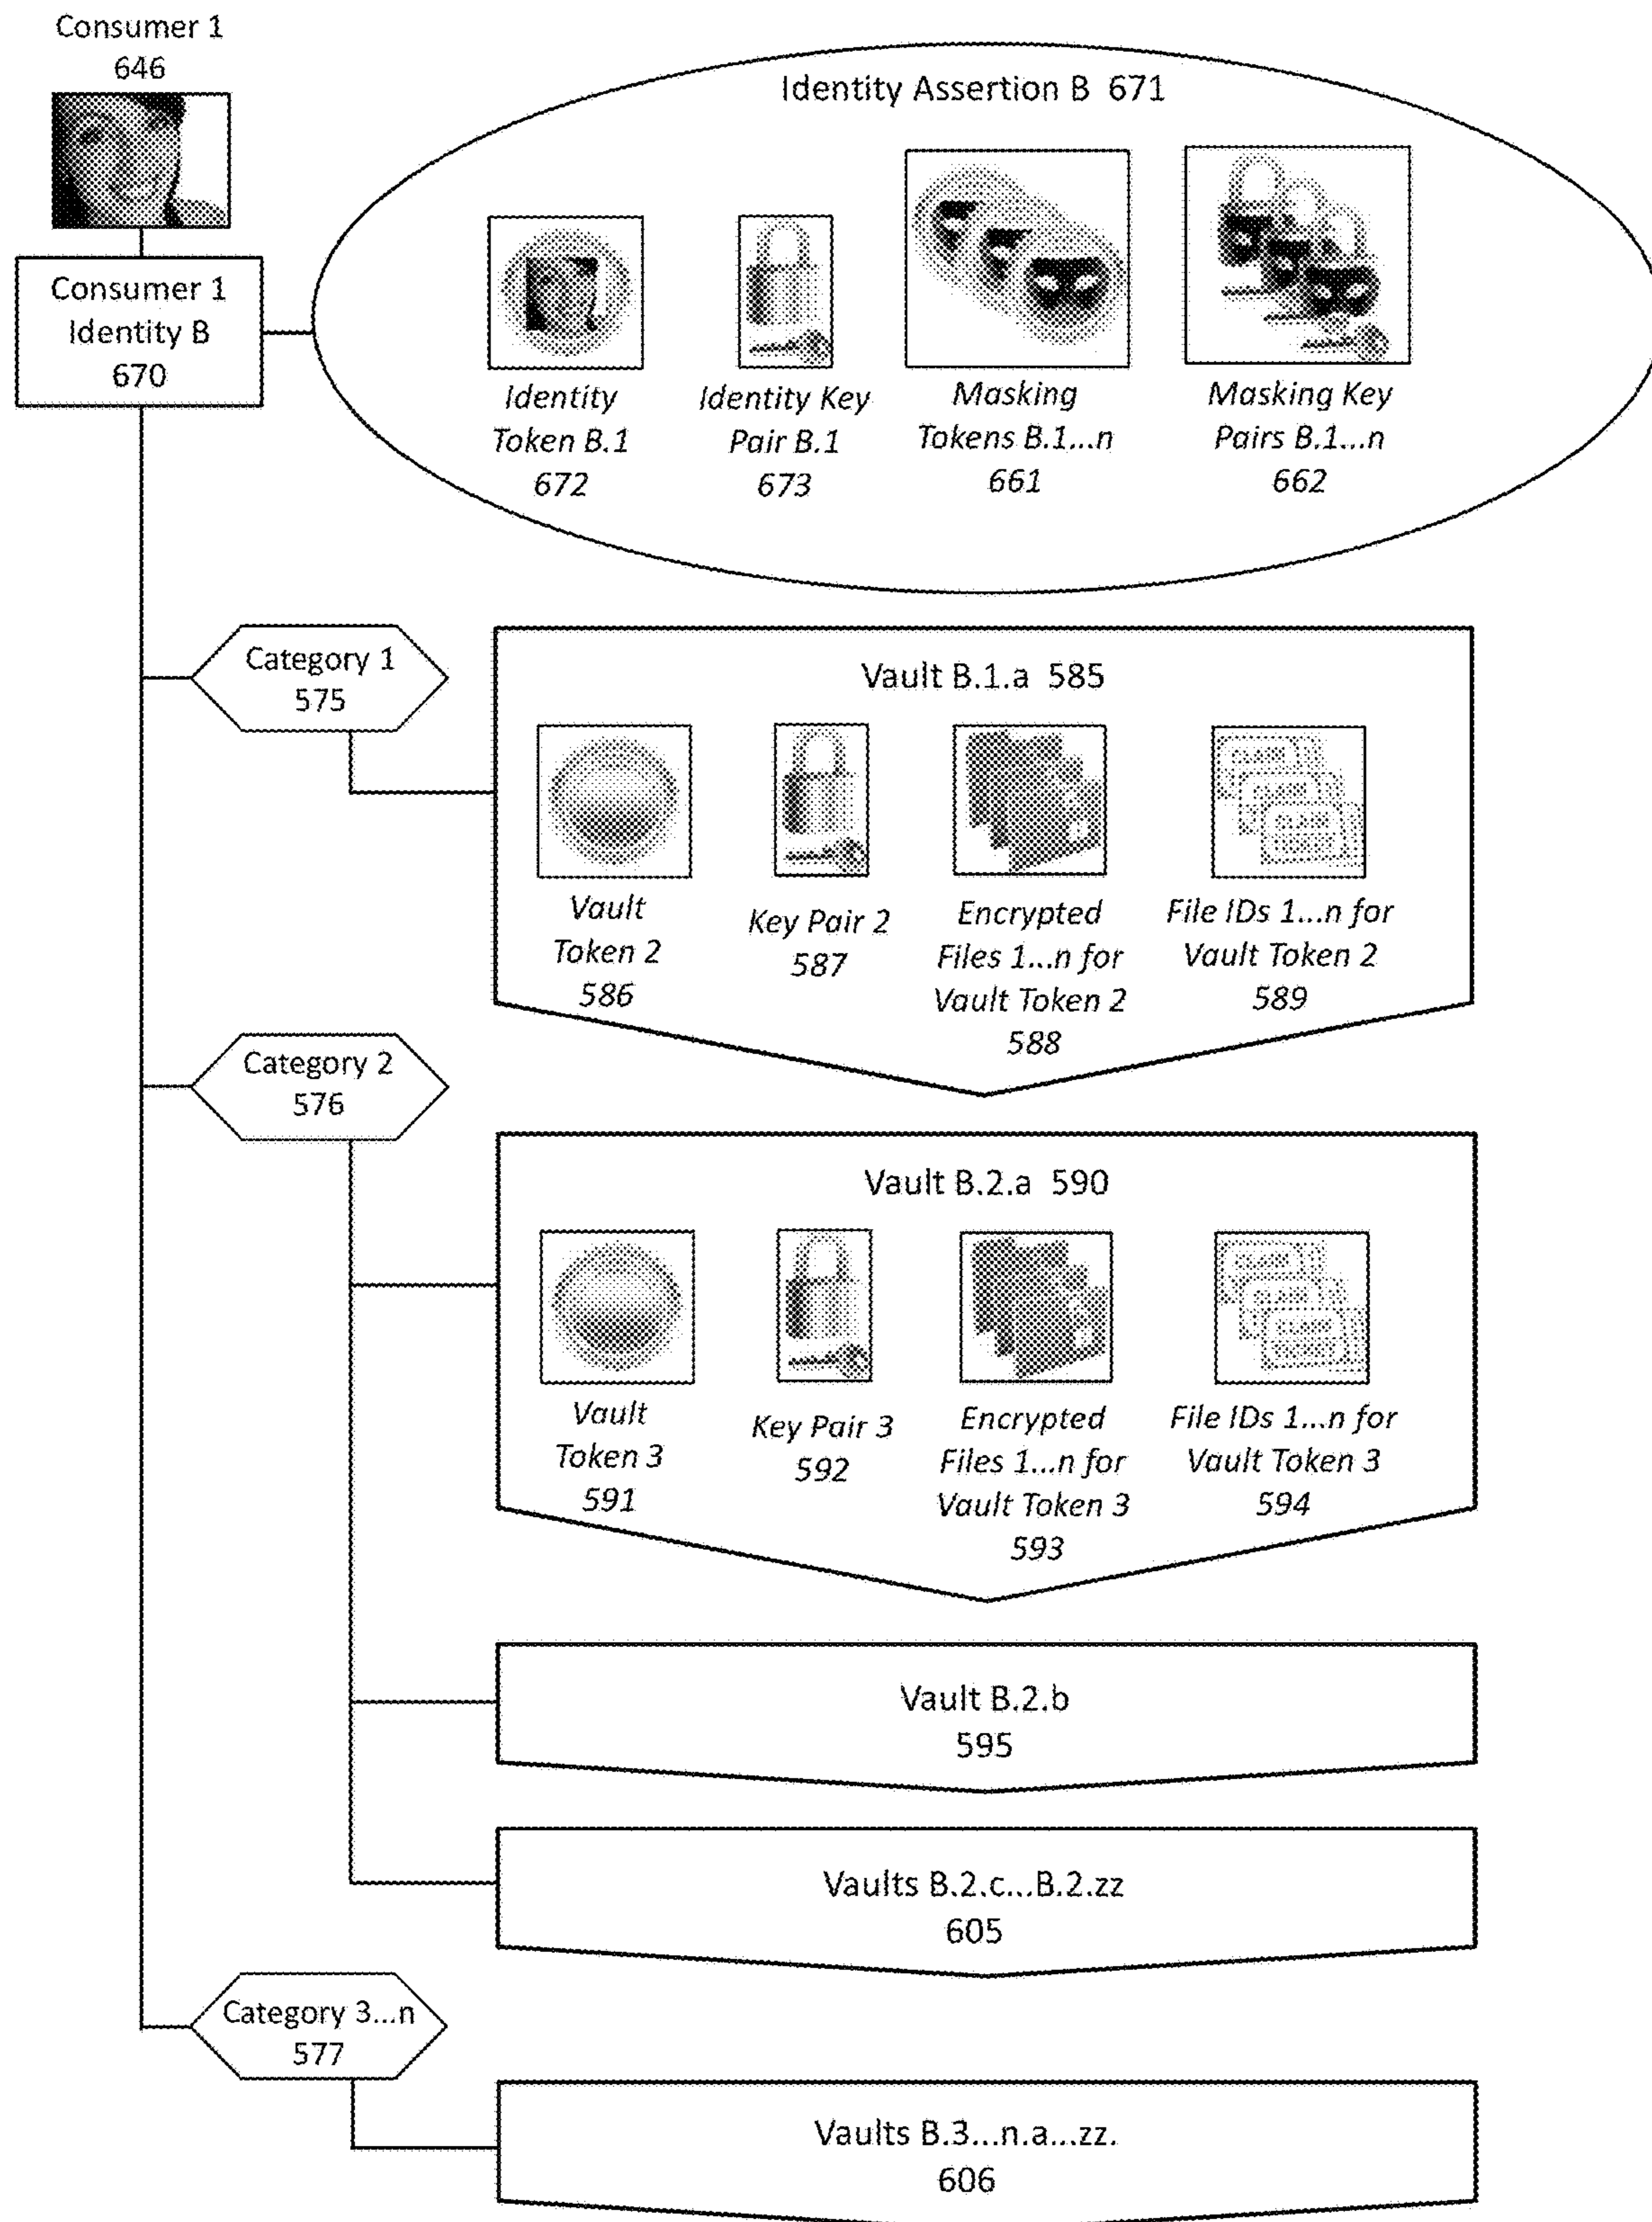 Consumer 1
646
Identity Assertion B 671
Consumer 1
Identity B
670
Identity
Token B.1
672
Identity Key
Pair B.1
673
Masking
Tokens B.1...n
661
Masking Key
Pairs B.1...n
662
Category 1
575
Vault B.1.a 585
Vault
Token 2
586
Key Pair 2
587
Encrypted
Files 1...n for
Vault Token 2
588
File IDs 1...n for
Vault Token 2
589
Category 2
576
Vault B.2.a 590
Vault
Token 3
591
Key Pair 3
592
Encrypted
Files 1...n for
Vault Token 3
593
File IDs 1...n for
Vault Token 3
594
Vault B.2.b
595
Vaults B.2.c...B.2.zz
605
Category 3...n
577
Vaults B.3...n.a...zz.
606